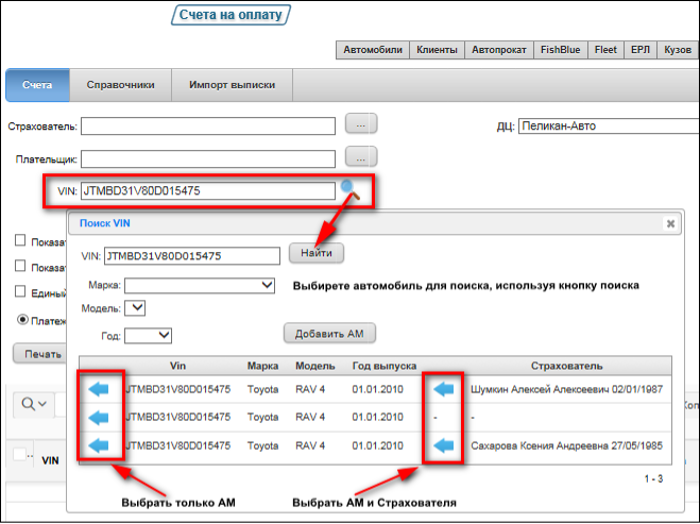 Счета на оплату
Автомобили Клиенты Автопрокат FishBlue Fleet ЕРЛ Кузов
Счета Справочники Импорт выписки
Страхователь: ... ДЦ: Пеликан-Авто
Плательщик: ...
VIN: JTMBD31V80D015475
Поиск VIN
VIN: JTMBD31V80D015475 Найти
Показат
Марка: Выбирете автомобиль для поиска, используя кнопку поиска
Показат
Модель:
Единый
Год: Добавить АМ
Платеж
Печать
Vin Марка Модель Год выпуска Страхователь
JTMBD31V80D015475 Toyota RAV 4 01.01.2010 Шумкин Алексей Алексеевич 02/01/1987
JTMBD31V80D015475 Toyota RAV 4 01.01.2010 - -
JTMBD31V80D015475 Toyota RAV 4 01.01.2010 Сахарова Ксения Андреевна 27/05/1985
VIN
1 - 3
Выбрать только АМ Выбрать АМ и Страхователя